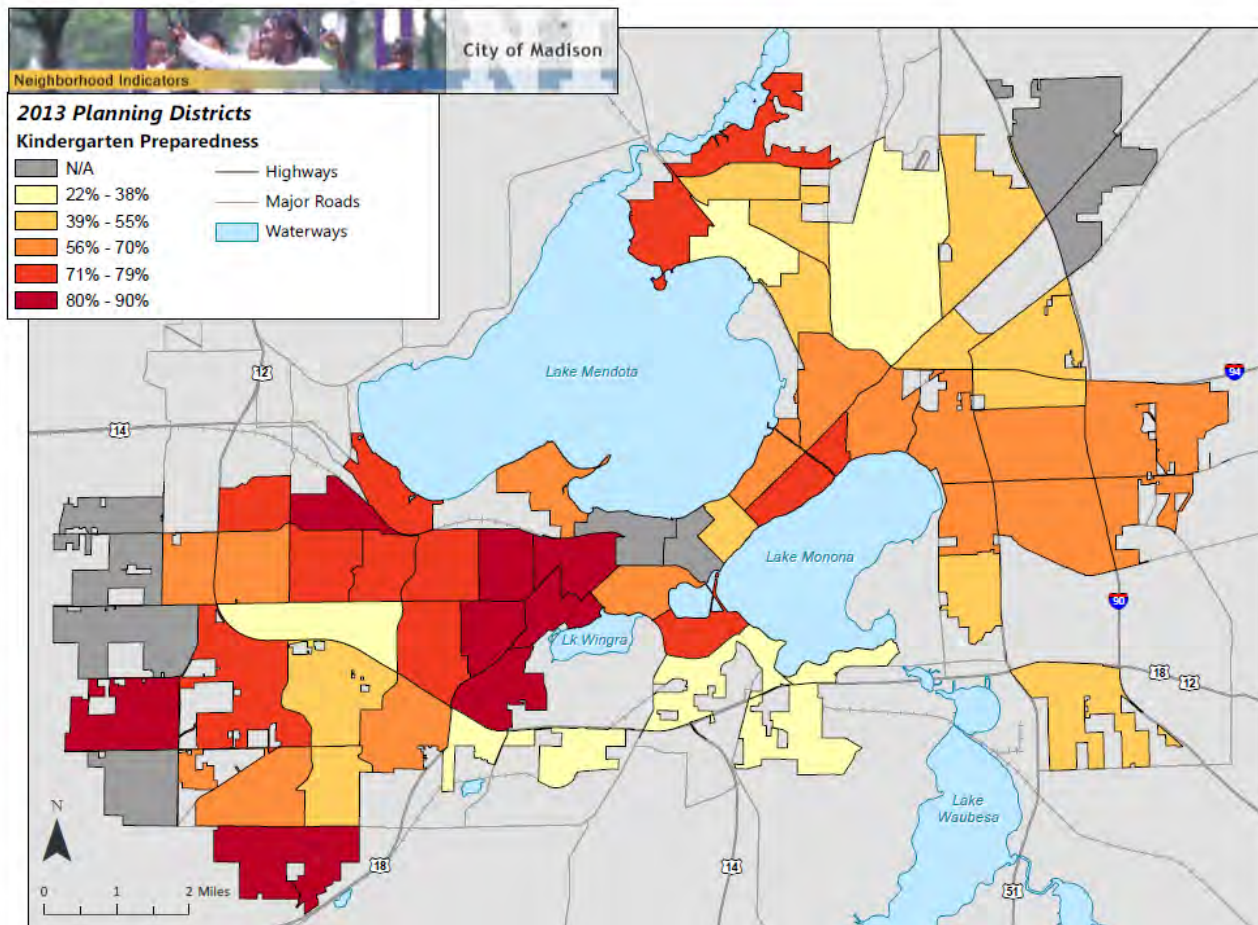 City of Madison
Neighborhood Indicators
2013 Planning Districts
Kindergarten Preparedness
N/A
22% - 38%
39% - 55%
56% - 70%
71% - 79%
80% - 90%
Highways
Major Roads
Waterways
12
14
94
Lake Mendota
Lake Monona
90
Lk Wingra
18
12
Lake
Waubesa
N
18
14
51
0 1 2 Miles